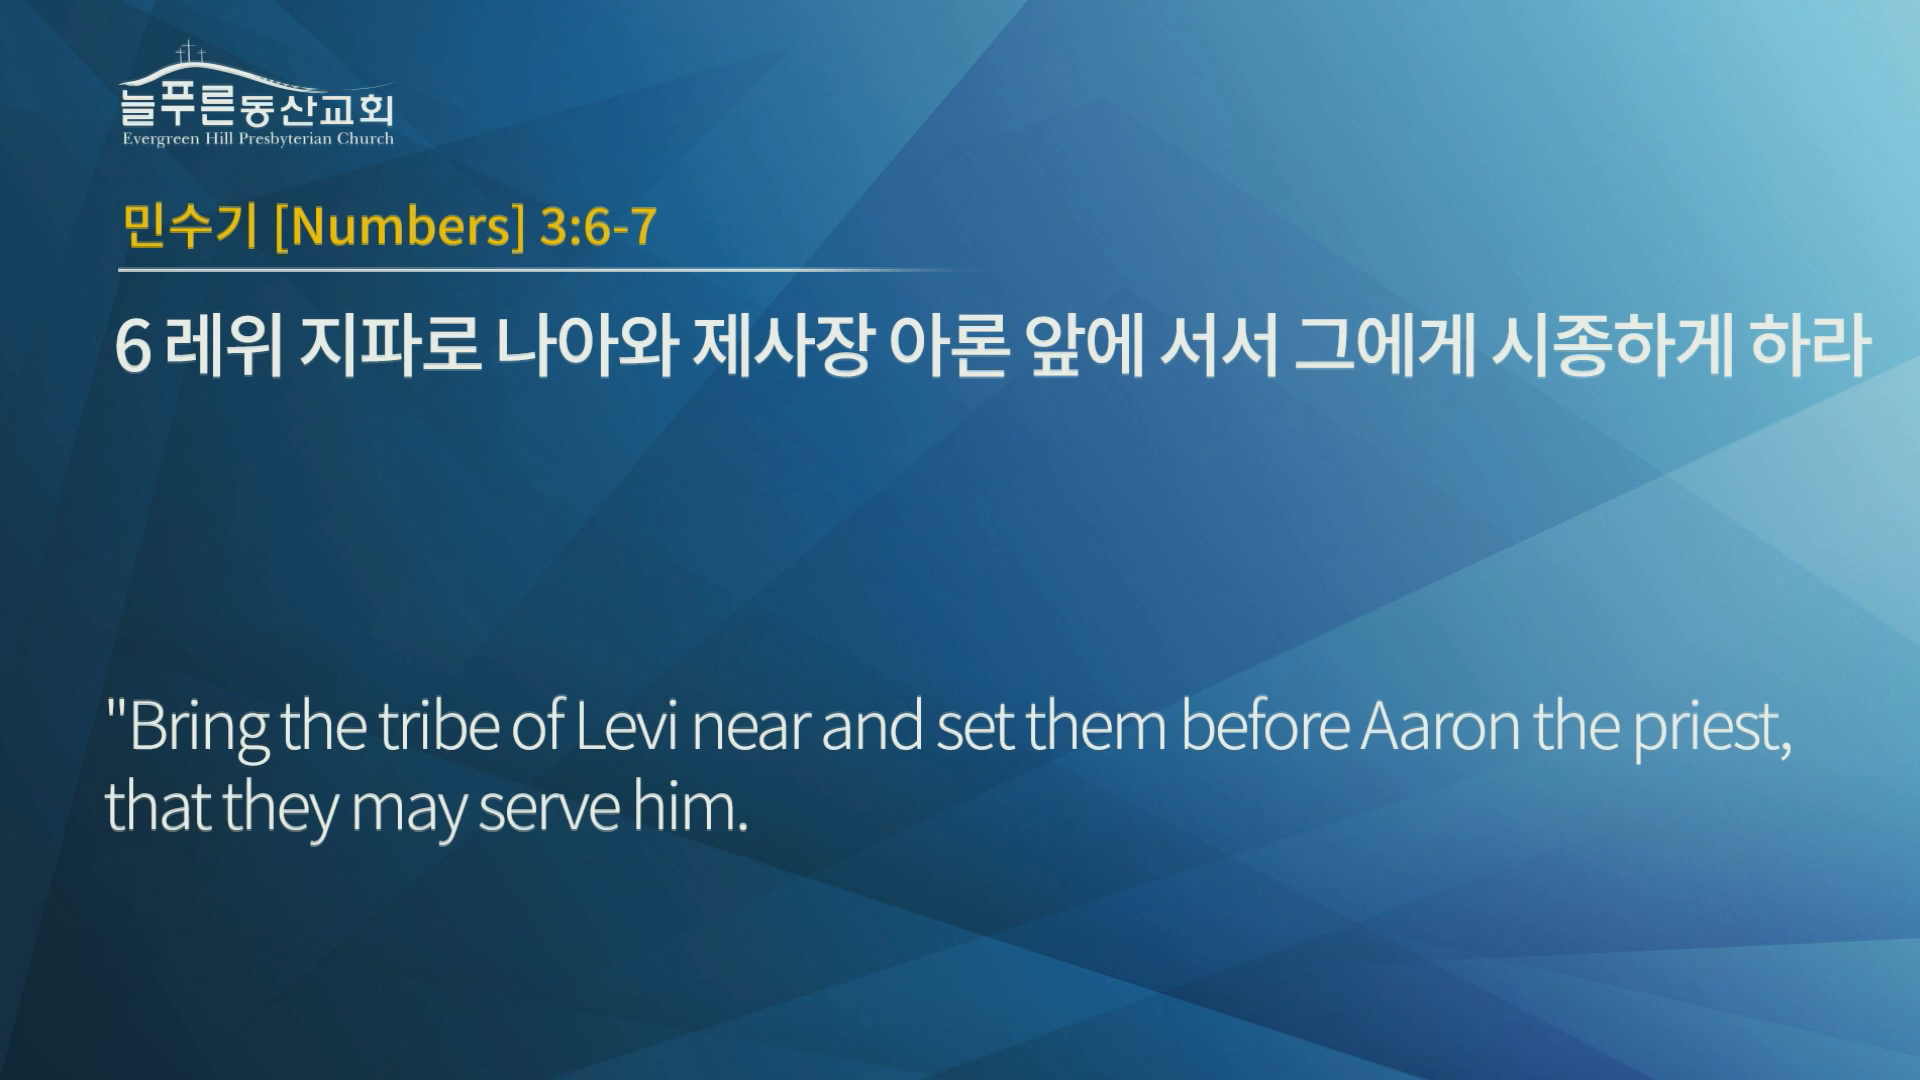 늘푸른동산교회
Evergreen Hill Presbyterian Church
민수기 [Numbers] 3:6-7
6 레위 지파로 나아와 제사장 아론 앞에 서서 그에게 시종하게 하라
"Bring the tribe of Levi near and set them before Aaron the priest,
that they may serve him.